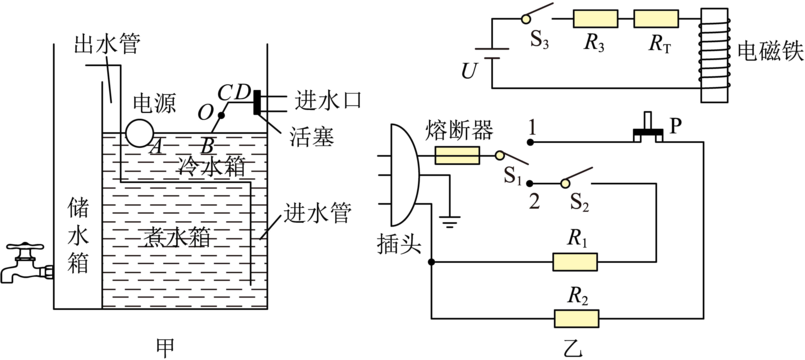 出水管
电源
C D
O
A
B
进水口
活塞
冷水箱
储水箱
煮水箱
进水管
甲
S₃
R₃
R_T
U
电磁铁
熔断器
1
P
S₁
2
S₂
插头
R₁
R₂
乙